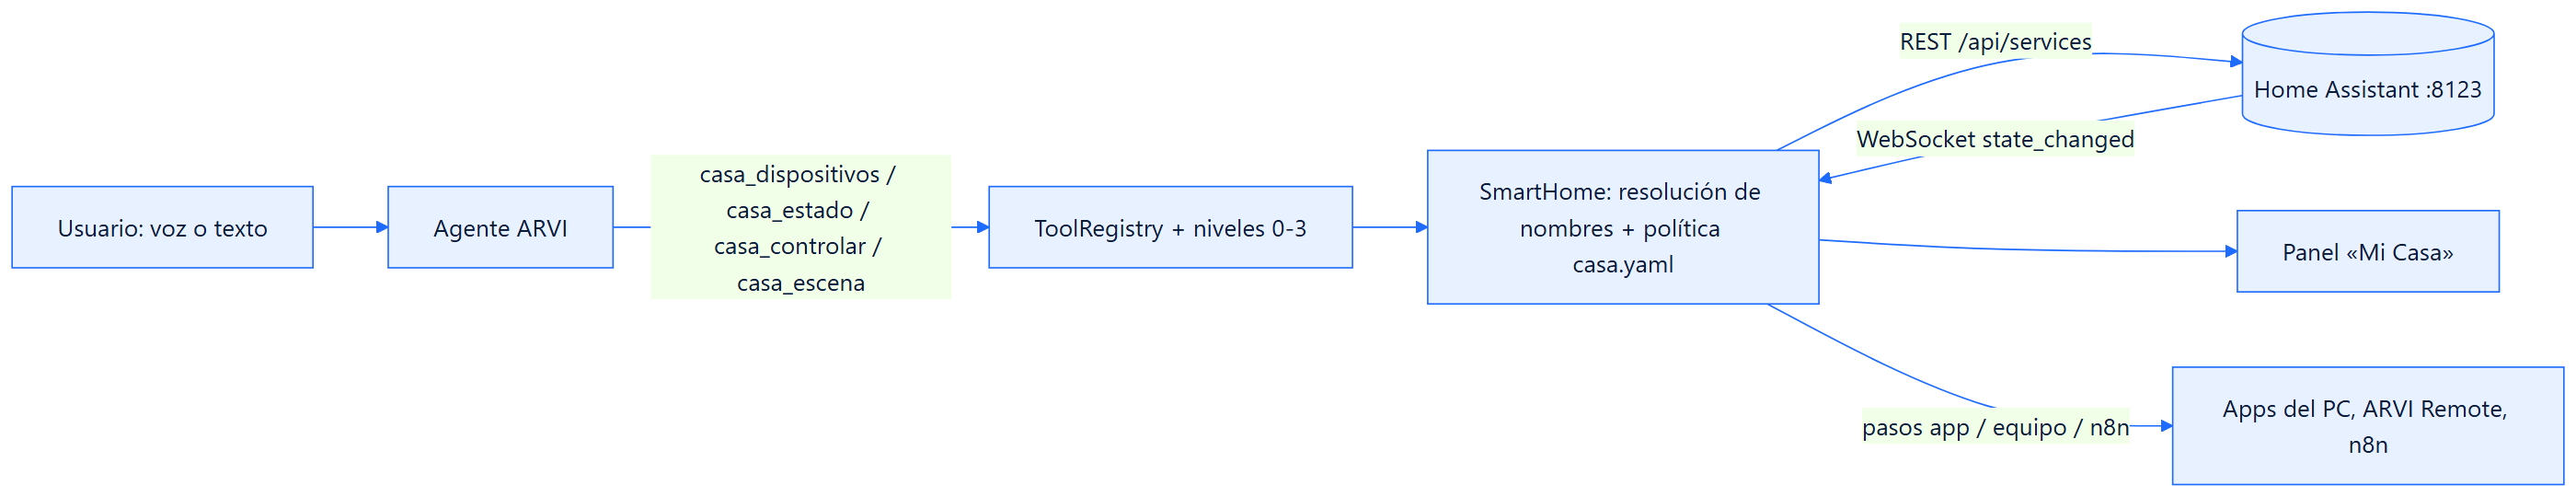 Usuario: voz o texto
Agente ARVI
casa_dispositivos /
casa_estado /
casa_controlar /
casa_escena
ToolRegistry + niveles 0-3
SmartHome: resolución de
nombres + política
casa.yaml
REST /api/services
WebSocket state_changed
pasos app / equipo / n8n
Home Assistant :8123
Panel «Mi Casa»
Apps del PC, ARVI Remote,
n8n